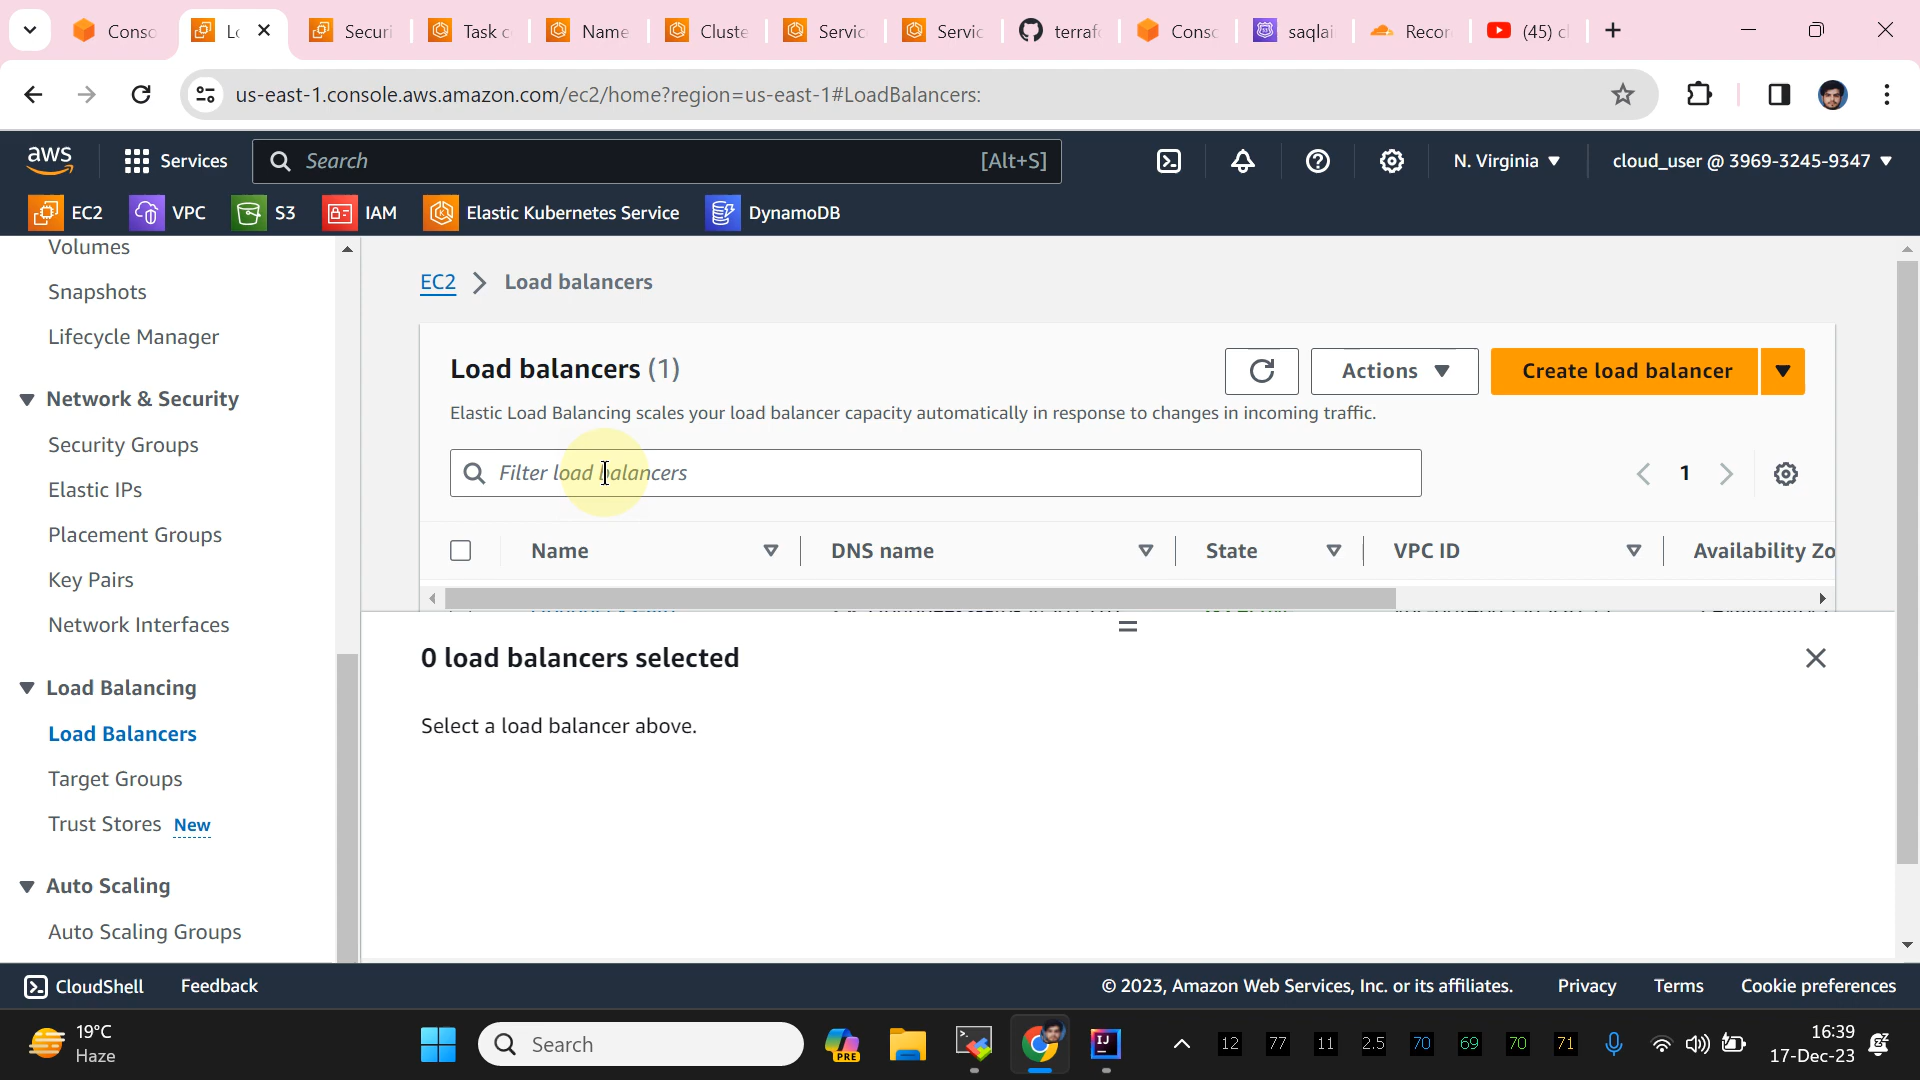 Conso
Lo
Securi
Task c
Name
Cluste
Servic
Servic
terrafo
Conso
saqlai
Recor
(45) cl
us-east-1.console.aws.amazon.com/ec2/home?region=us-east-1#LoadBalancers:
aws
Services
Search
[Alt+S]
N. Virginia
cloud_user @ 3969-3245-9347
EC2
VPC
S3
IAM
Elastic Kubernetes Service
DynamoDB
Volumes
Snapshots
Lifecycle Manager
Network & Security
Security Groups
Elastic IPs
Placement Groups
Key Pairs
Network Interfaces
Load Balancing
Load Balancers
Target Groups
Trust Stores New
Auto Scaling
Auto Scaling Groups
EC2 > Load balancers
Load balancers (1)
Actions
Create load balancer
Elastic Load Balancing scales your load balancer capacity automatically in response to changes in incoming traffic.
Filter load balancers
1
Name
DNS name
State
VPC ID
Availability Zo
0 load balancers selected
Select a load balancer above.
CloudShell
Feedback
© 2023, Amazon Web Services, Inc. or its affiliates.
Privacy
Terms
Cookie preferences
19°C
Haze
Search
PRE
IJ
12
77
11
2.5
70
69
70
71
16:39
17-Dec-23